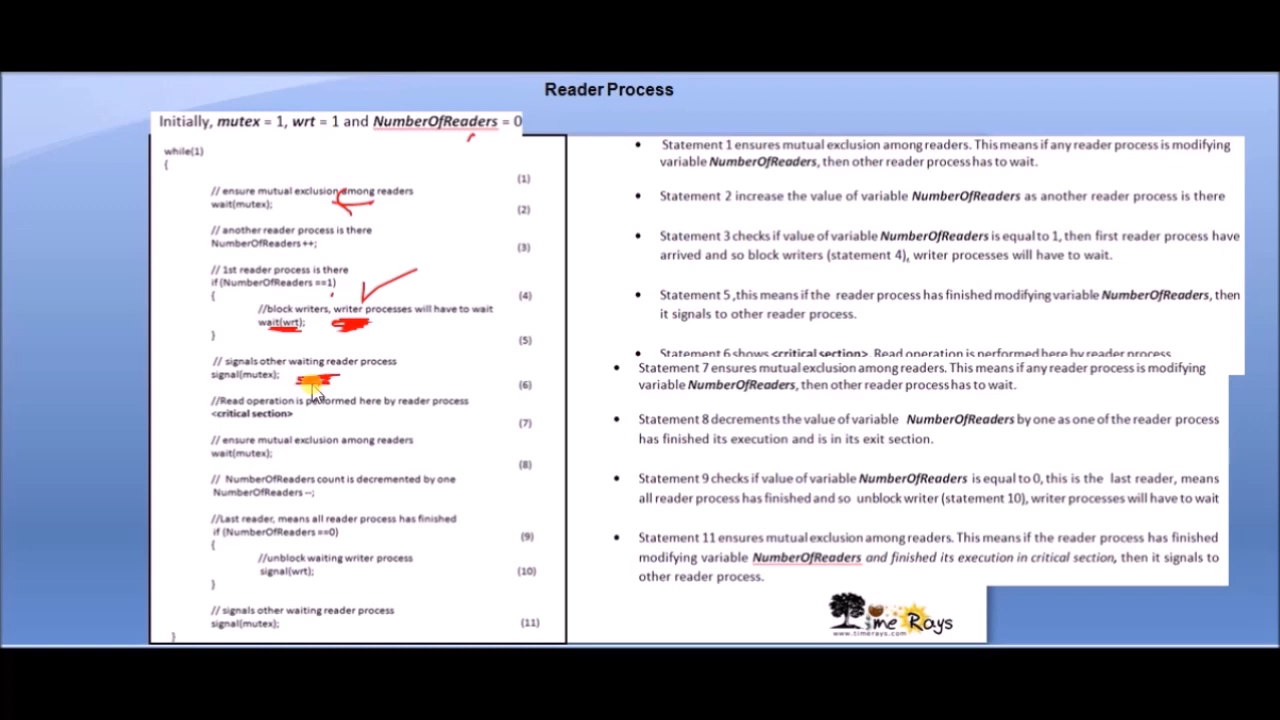 Reader Process
Initially, mutex = 1, wrt = 1 and NumberOfReaders = 0
while(1)
{
(1)
// ensure mutual exclusion among readers
wait(mutex);
(2)
// another reader process is there
NumberOfReaders ++;
(3)
// 1st reader process is there
if (NumberOfReaders ==1)
{
(4)
//block writers, writer processes will have to wait
wait(wrt);
}
(5)
// signals other waiting reader process
signal(mutex);
(6)
//Read operation is performed here by reader process
<critical section>
(7)
// ensure mutual exclusion among readers
wait(mutex);
(8)
// NumberOfReaders count is decremented by one
NumberOfReaders --;
//Last reader, means all reader process has finished
if (NumberOfReaders ==0)
(9)
{
//unblock waiting writer process
signal(wrt);
(10)
}
// signals other waiting reader process
signal(mutex);
(11)
}
• Statement 1 ensures mutual exclusion among readers. This means if any reader process is modifying
variable NumberOfReaders, then other reader process has to wait.
• Statement 2 increase the value of variable NumberOfReaders as another reader process is there
• Statement 3 checks if value of variable NumberOfReaders is equal to 1, then first reader process have
arrived and so block writers (statement 4), writer processes will have to wait.
• Statement 5 ,this means if the reader process has finished modifying variable NumberOfReaders, then
it signals to other reader process.
• Statement 6 shows <critical section>. Read operation is performed here by reader process
• Statement 7 ensures mutual exclusion among readers. This means if any reader process is modifying
variable NumberOfReaders, then other reader process has to wait.
• Statement 8 decrements the value of variable NumberOfReaders by one as one of the reader process
has finished its execution and is in its exit section.
• Statement 9 checks if value of variable NumberOfReaders is equal to 0, this is the last reader, means
all reader process has finished and so unblock writer (statement 10), writer processes will have to wait
• Statement 11 ensures mutual exclusion among readers. This means if the reader process has finished
modifying variable NumberOfReaders and finished its execution in critical section, then it signals to
other reader process.
Time Rays
www.timerays.com